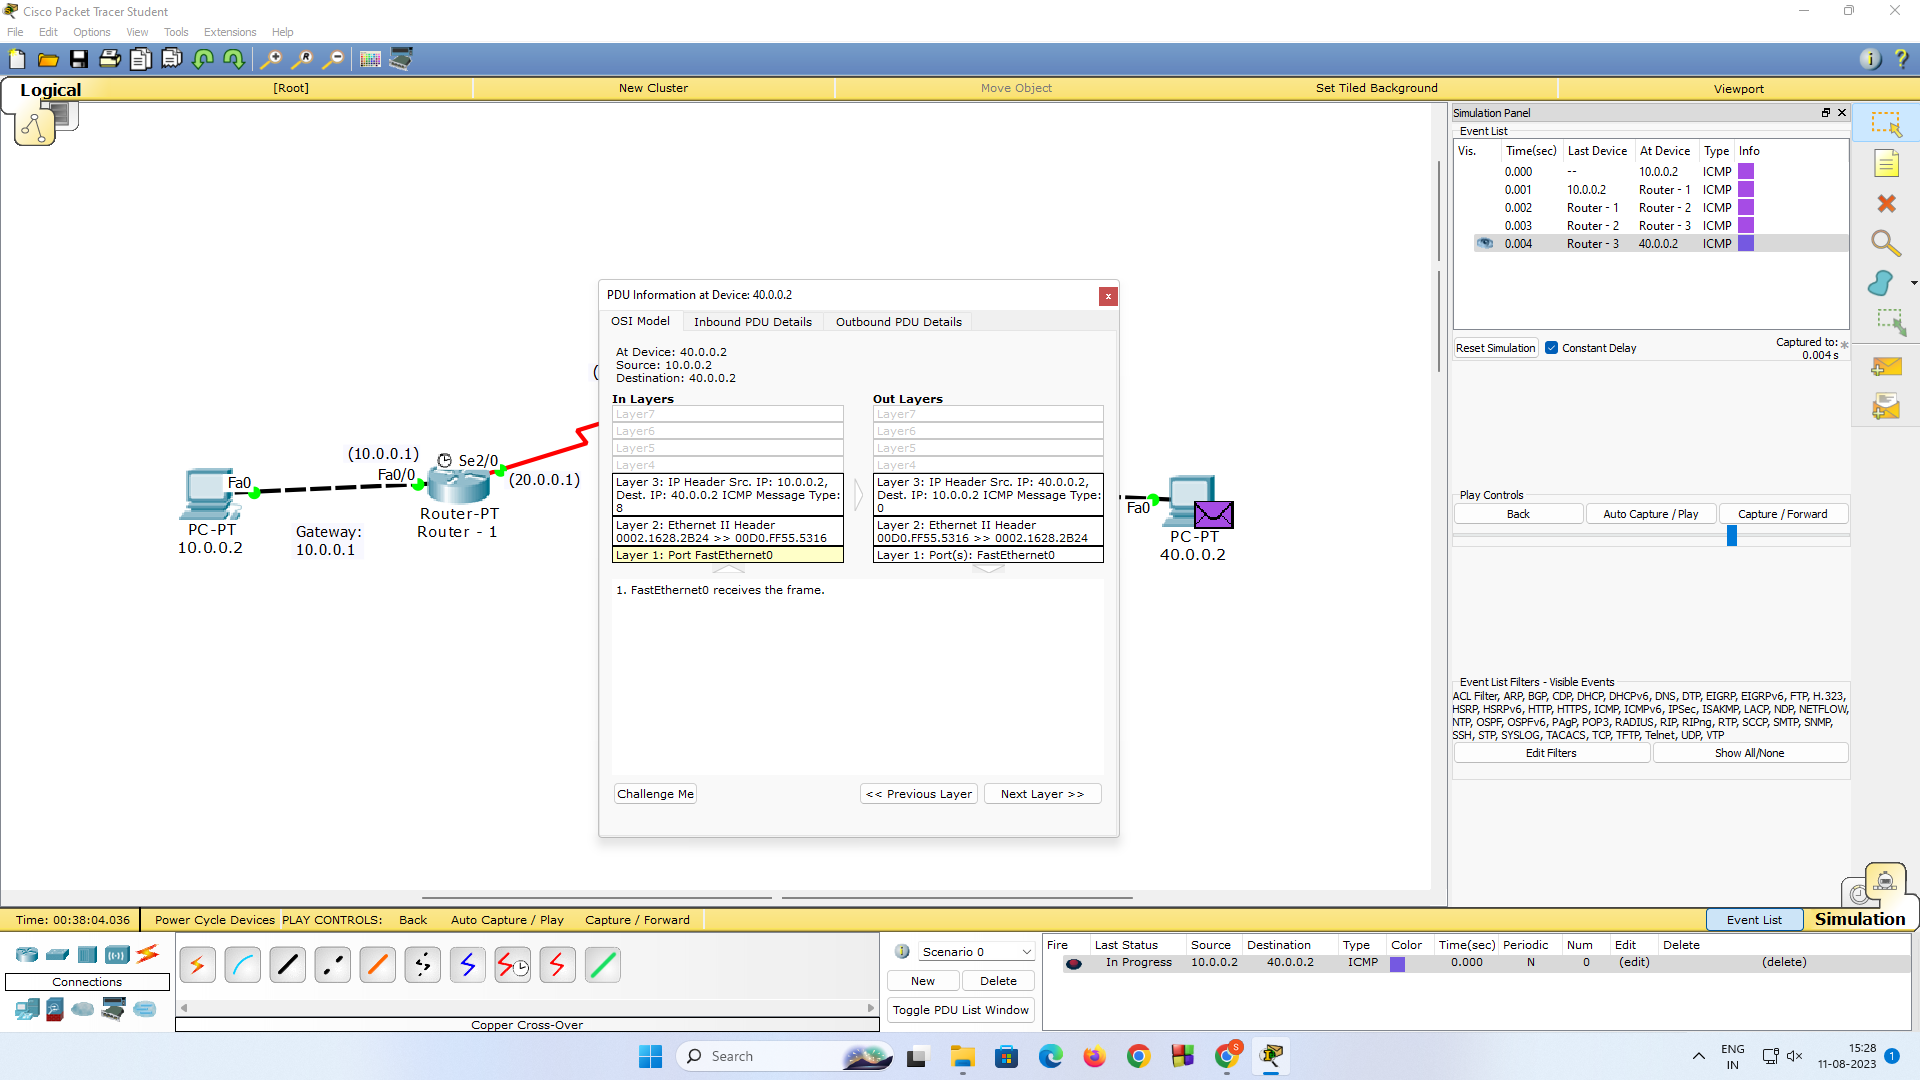 Cisco Packet Tracer Student
File Edit Options View Tools Extensions Help
Logical [Root] New Cluster Move Object Set Tiled Background Viewport
Simulation Panel
Event List
Vis. Time(sec) Last Device At Device Type Info
0.000 -- 10.0.0.2 ICMP
0.001 10.0.0.2 Router - 1 ICMP
0.002 Router - 1 Router - 2 ICMP
0.003 Router - 2 Router - 3 ICMP
0.004 Router - 3 40.0.0.2 ICMP
Reset Simulation Constant Delay Captured to: *
0.004 s
Play Controls
Back Auto Capture / Play Capture / Forward
Event List Filters - Visible Events
ACL Filter, ARP, BGP, CDP, DHCP, DHCPv6, DNS, DTP, EIGRP, EIGRPv6, FTP, H.323,
HSRP, HSRPv6, HTTP, HTTPS, ICMP, ICMPv6, IPSec, ISAKMP, LACP, NDP, NETFLOW,
NTP, OSPF, OSPFv6, PAgP, POP3, RADIUS, RIP, RIPng, RTP, SCCP, SMTP, SNMP,
SSH, STP, SYSLOG, TACACS, TCP, TFTP, Telnet, UDP, VTP
Edit Filters Show All/None
PDU Information at Device: 40.0.0.2
OSI Model Inbound PDU Details Outbound PDU Details
At Device: 40.0.0.2
Source: 10.0.0.2
Destination: 40.0.0.2
In Layers
Layer7
Layer6
Layer5
Layer4
Layer 3: IP Header Src. IP: 10.0.0.2,
Dest. IP: 40.0.0.2 ICMP Message Type:
8
Layer 2: Ethernet II Header
0002.1628.2B24 >> 00D0.FF55.5316
Layer 1: Port FastEthernet0
Out Layers
Layer7
Layer6
Layer5
Layer4
Layer 3: IP Header Src. IP: 40.0.0.2,
Dest. IP: 10.0.0.2 ICMP Message Type:
0
Layer 2: Ethernet II Header
00D0.FF55.5316 >> 0002.1628.2B24
Layer 1: Port(s): FastEthernet0
1. FastEthernet0 receives the frame.
Challenge Me << Previous Layer Next Layer >>
(
(10.0.0.1)
Fa0/0
Se2/0
(20.0.0.1)
Fa0
PC-PT
10.0.0.2
Gateway:
10.0.0.1
Router-PT
Router - 1
Fa0
PC-PT
40.0.0.2
Time: 00:38:04.036 Power Cycle Devices PLAY CONTROLS: Back Auto Capture / Play Capture / Forward Event List Simulation
Connections
Copper Cross-Over
Scenario 0
New Delete
Toggle PDU List Window
Fire Last Status Source Destination Type Color Time(sec) Periodic Num Edit Delete
In Progress 10.0.0.2 40.0.0.2 ICMP 0.000 N 0 (edit) (delete)
Search
S
ENG
IN
15:28
11-08-2023
1